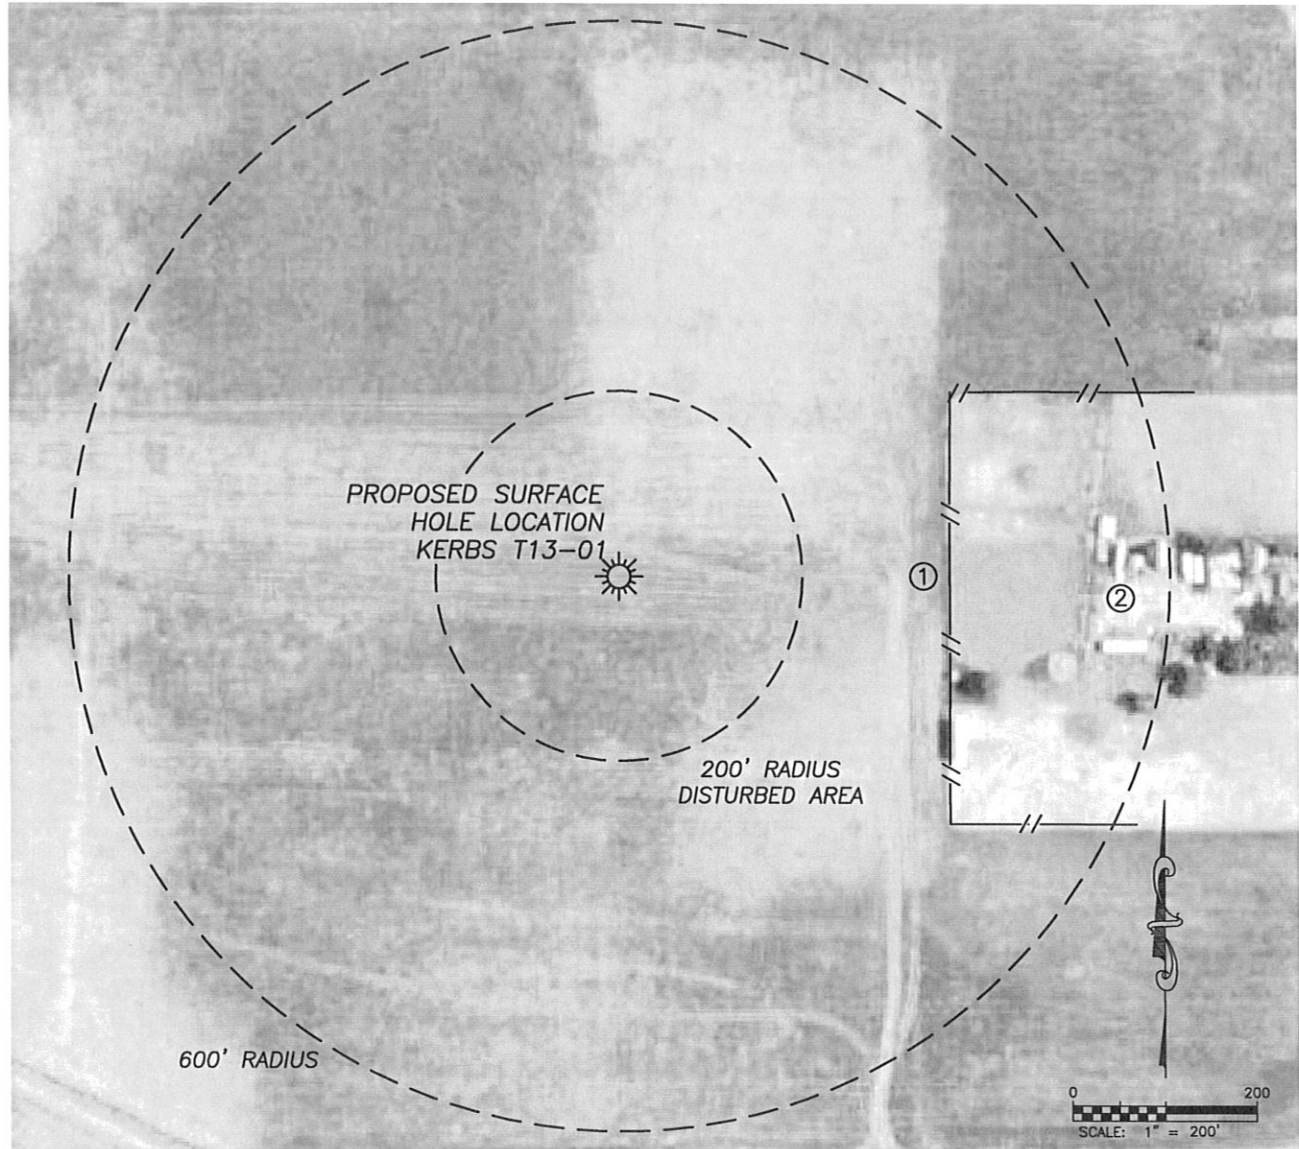 PROPOSED SURFACE
HOLE LOCATION
KERBS T13-01
①
②
200' RADIUS
DISTURBED AREA
600' RADIUS
0 200
SCALE: 1" = 200'